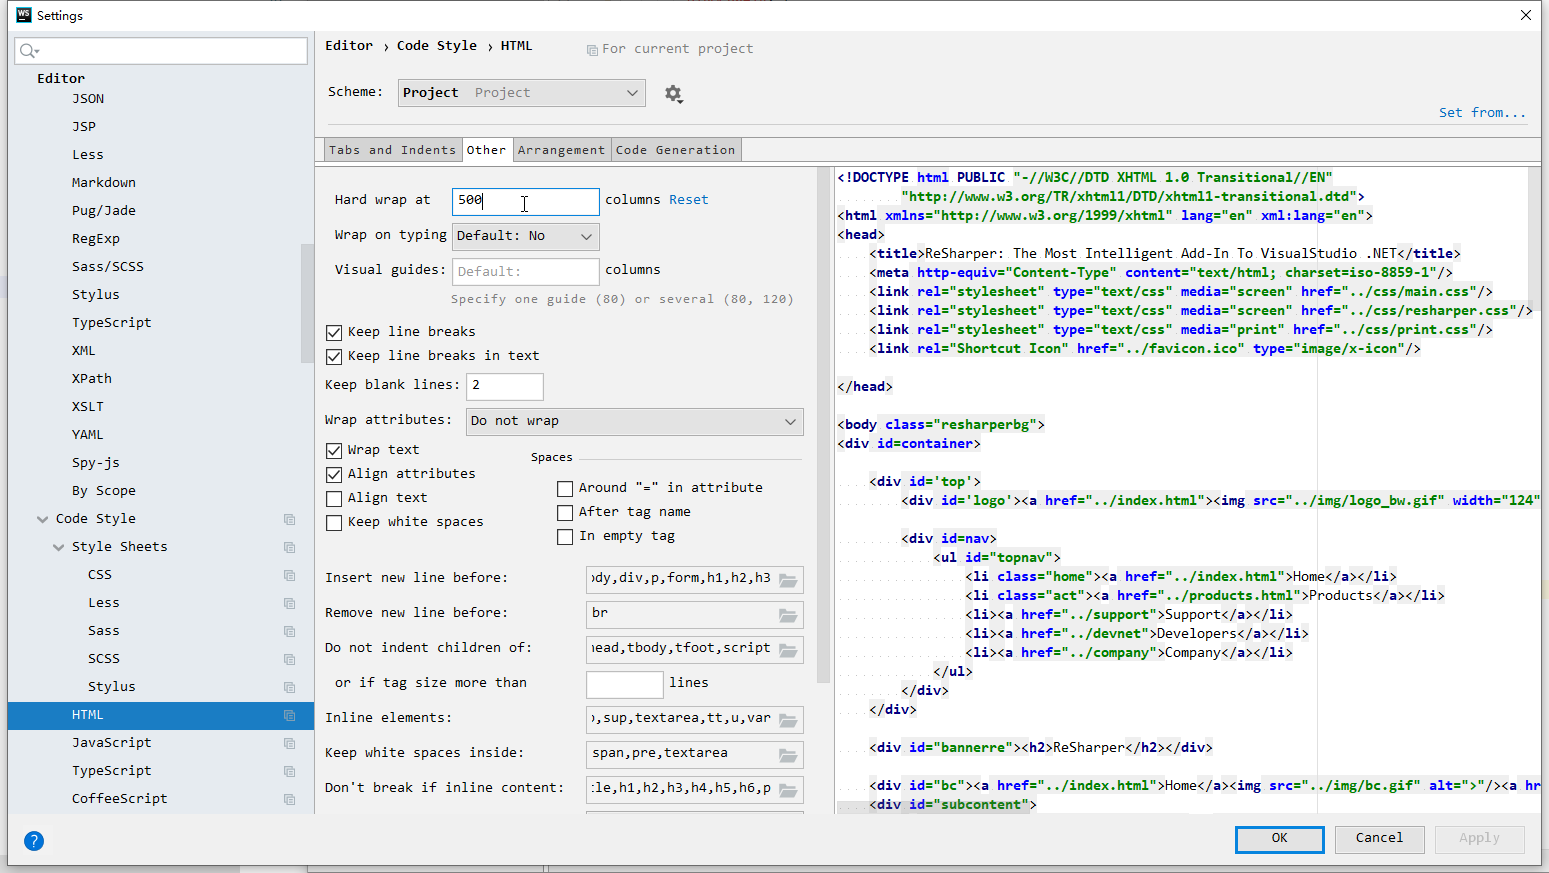 WS Settings
Editor
JSON
JSP
Less
Markdown
Pug/Jade
RegExp
Sass/SCSS
Stylus
TypeScript
XML
XPath
XSLT
YAML
Spy-js
By Scope
Code Style
Style Sheets
CSS
Less
Sass
SCSS
Stylus
HTML
JavaScript
TypeScript
CoffeeScript
?
Editor › Code Style › HTML For current project
Scheme: Project Project
Set from...
Tabs and Indents Other Arrangement Code Generation
Hard wrap at 500 columns Reset
Wrap on typing Default: No
Visual guides: Default: columns
Specify one guide (80) or several (80, 120)
Keep line breaks
Keep line breaks in text
Keep blank lines: 2
Wrap attributes: Do not wrap
Wrap text
Align attributes
Align text
Keep white spaces
Spaces
Around "=" in attribute
After tag name
In empty tag
Insert new line before: dy,div,p,form,h1,h2,h3
Remove new line before: br
Do not indent children of: ead,tbody,tfoot,script
or if tag size more than lines
Inline elements: ,sup,textarea,tt,u,var
Keep white spaces inside: span,pre,textarea
Don't break if inline content: le,h1,h2,h3,h4,h5,h6,p
<!DOCTYPE html PUBLIC "-//W3C//DTD XHTML 1.0 Transitional//EN"
"http://www.w3.org/TR/xhtml1/DTD/xhtml1-transitional.dtd">
<html xmlns="http://www.w3.org/1999/xhtml" lang="en" xml:lang="en">
<head>
<title>ReSharper: The Most Intelligent Add-In To VisualStudio .NET</title>
<meta http-equiv="Content-Type" content="text/html; charset=iso-8859-1"/>
<link rel="stylesheet" type="text/css" media="screen" href="../css/main.css"/>
<link rel="stylesheet" type="text/css" media="screen" href="../css/resharper.css"/>
<link rel="stylesheet" type="text/css" media="print" href="../css/print.css"/>
<link rel="Shortcut Icon" href="../favicon.ico" type="image/x-icon"/>
</head>
<body class="resharperbg">
<div id=container>
<div id='top'>
<div id='logo'><a href="../index.html"><img src="../img/logo_bw.gif" width="124"
<div id=nav>
<ul id="topnav">
<li class="home"><a href="../index.html">Home</a></li>
<li class="act"><a href="../products.html">Products</a></li>
<li><a href="../support">Support</a></li>
<li><a href="../devnet">Developers</a></li>
<li><a href="../company">Company</a></li>
</ul>
</div>
</div>
<div id="bannerre"><h2>ReSharper</h2></div>
<div id="bc"><a href="../index.html">Home</a><img src="../img/bc.gif" alt=">"/><a hr
<div id="subcontent">
OK Cancel Apply